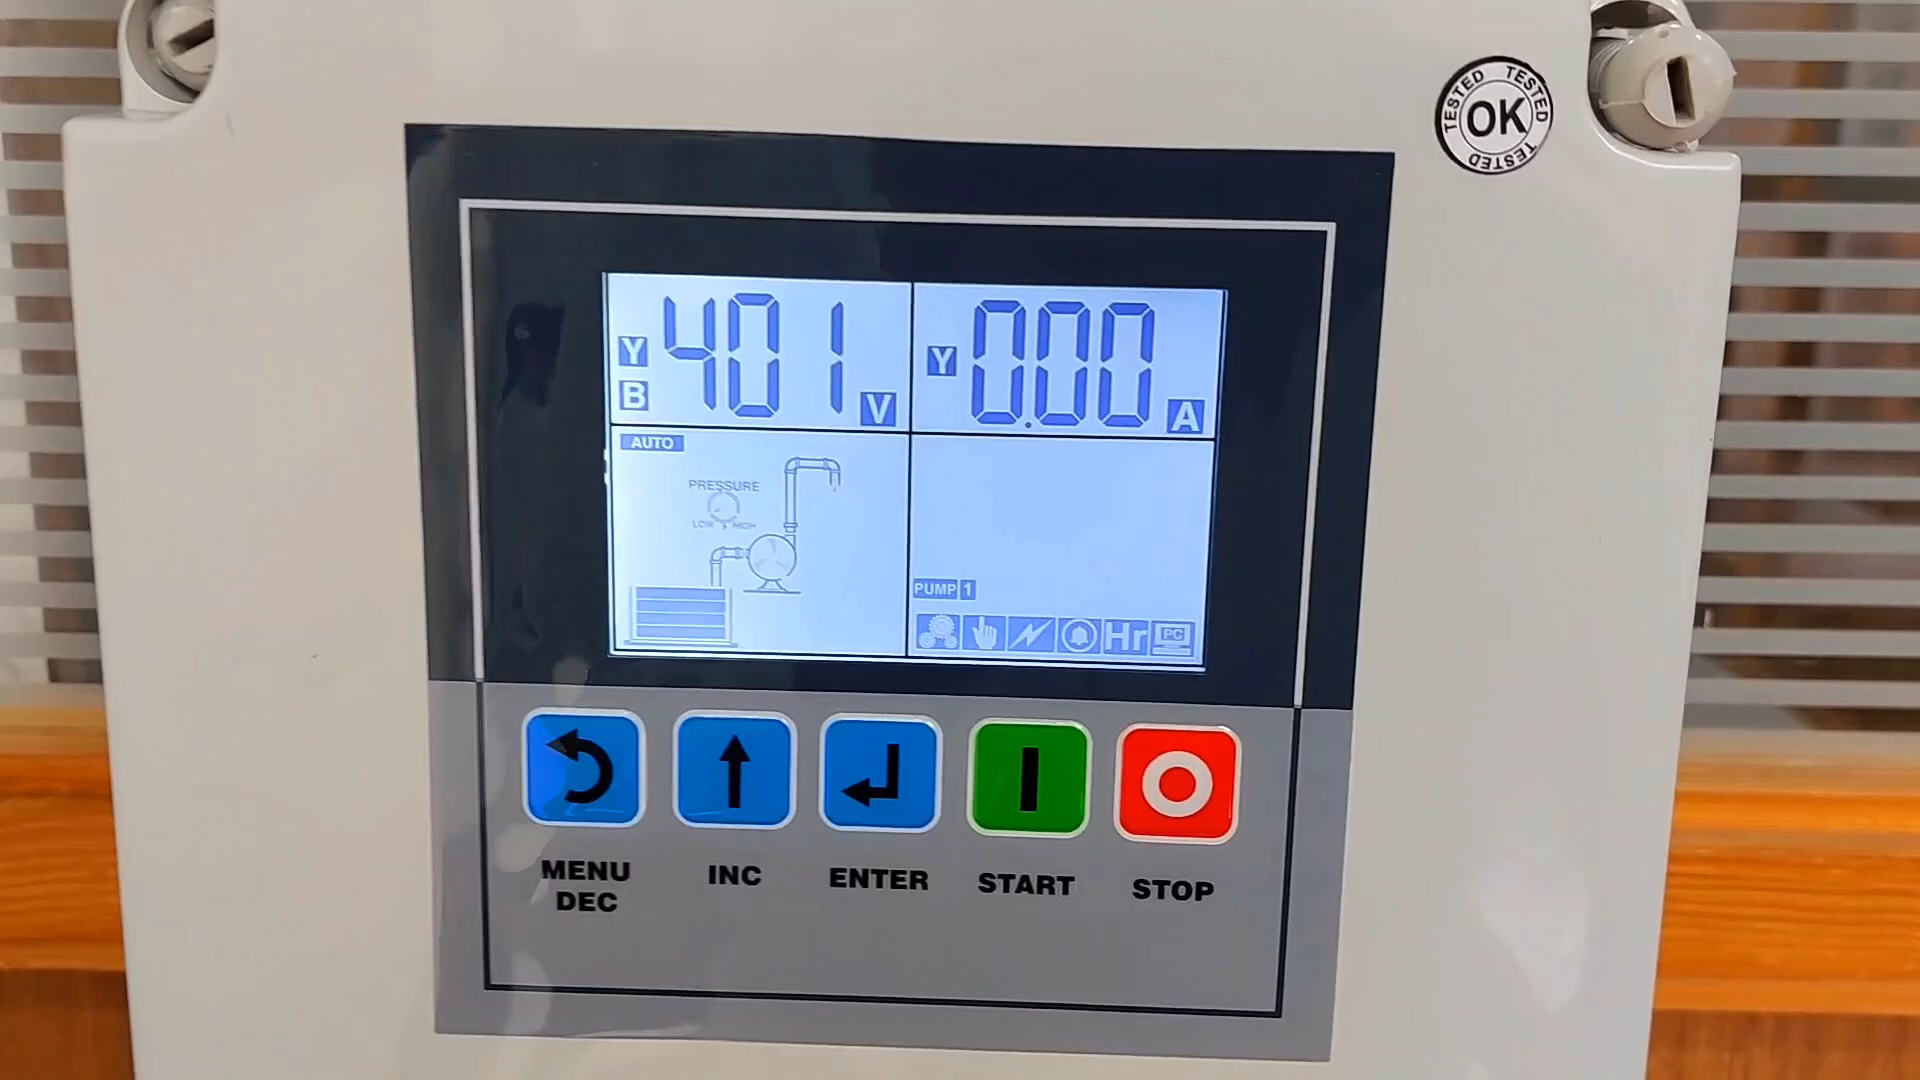 TESTED TESTED TESTED
OK
Y B 401 V
Y 0.00 A
AUTO
PRESSURE
LOW HIGH
PUMP 1
Hr PC
MENU DEC
INC
ENTER
START
STOP